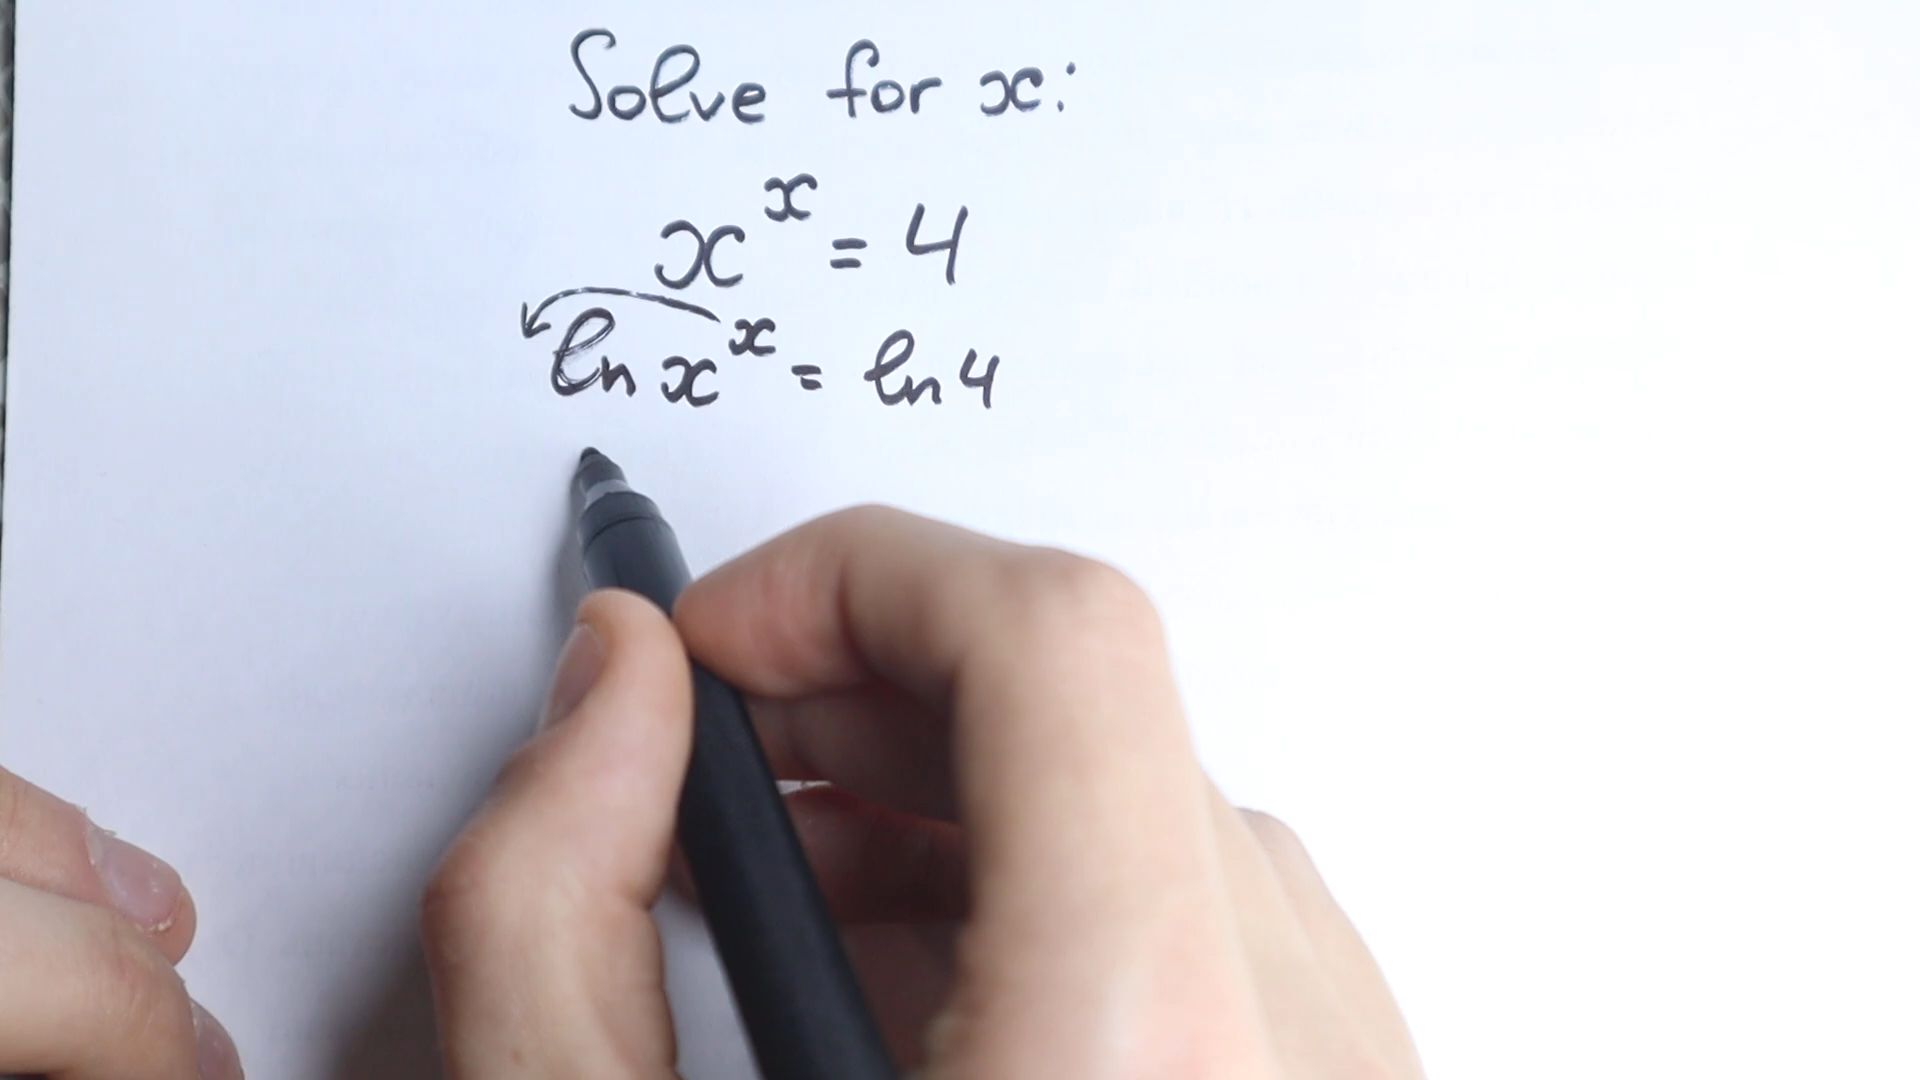 Solve for x:
x^x = 4
ln x^x = ln 4